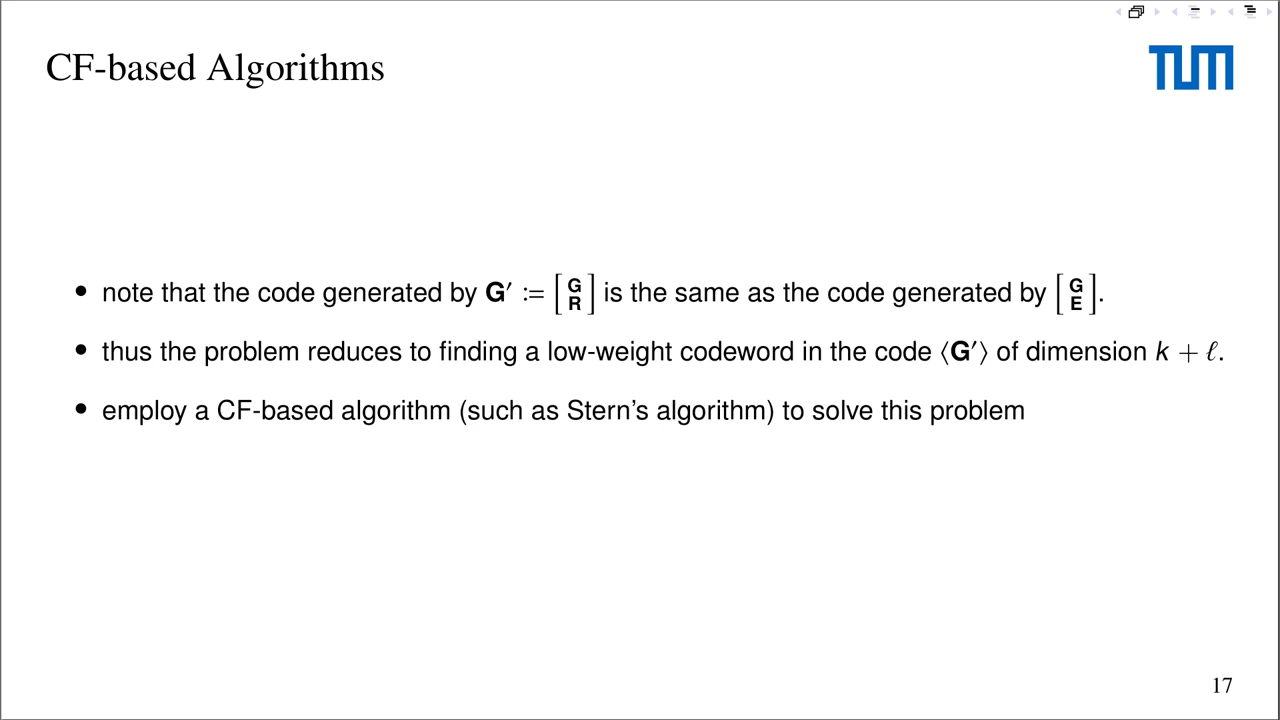 CF-based Algorithms
TUM
• note that the code generated by G′ := [G R] is the same as the code generated by [G E].
• thus the problem reduces to finding a low-weight codeword in the code ⟨G′⟩ of dimension k + ℓ.
• employ a CF-based algorithm (such as Stern's algorithm) to solve this problem
17